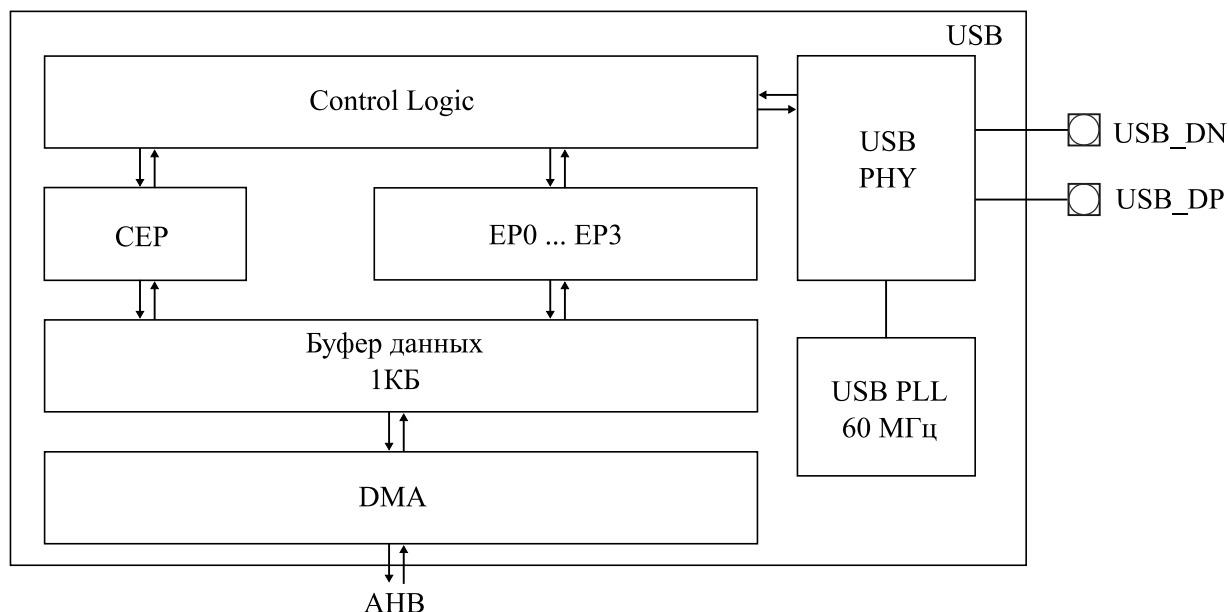 USB
Control Logic
USB
PHY
USB_DN
USB_DP
CEP
EP0 ... EP3
Буфер данных
1КБ
USB PLL
60 МГц
DMA
AHB